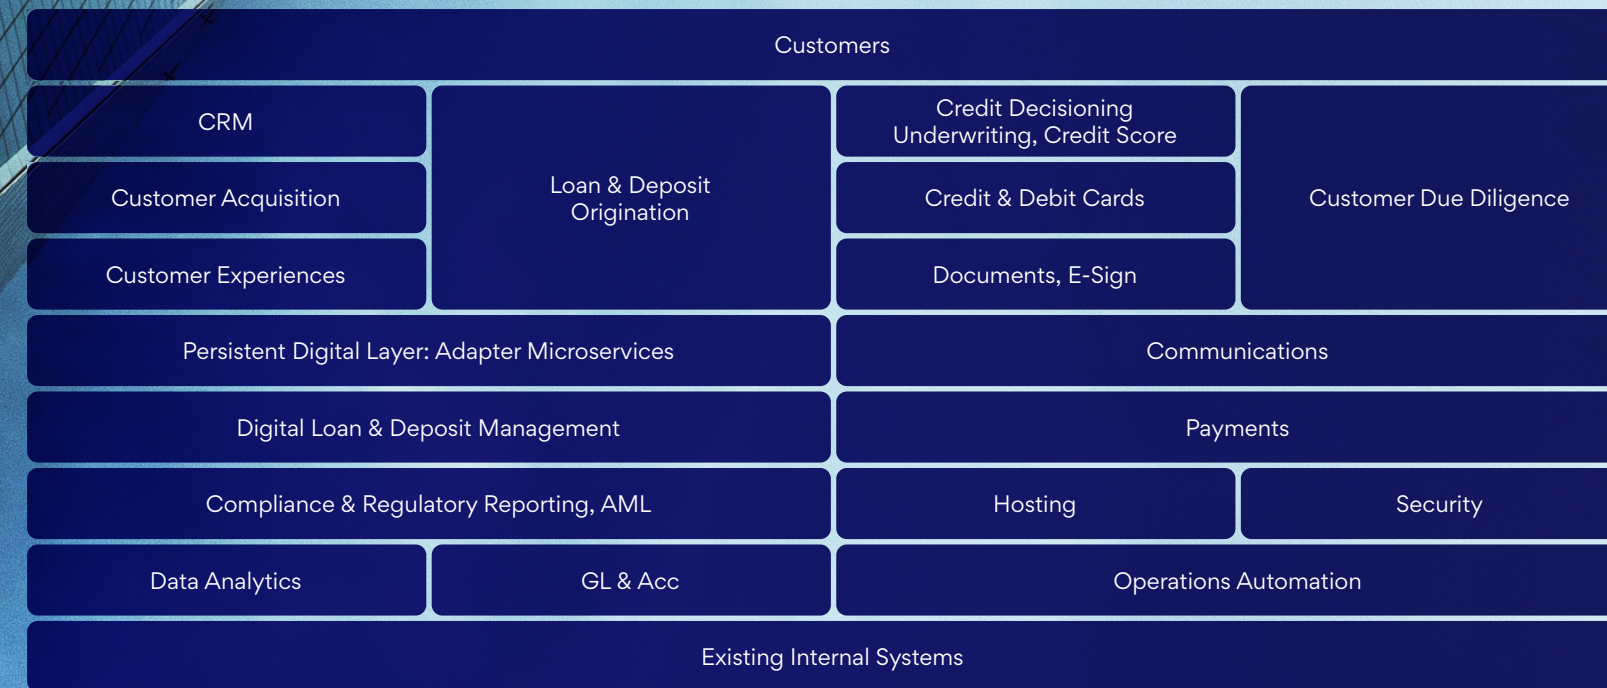 Customers
CRM
Loan & Deposit
Origination
Credit Decisioning
Underwriting, Credit Score
Customer Due Diligence
Customer Acquisition
Credit & Debit Cards
Customer Experiences
Documents, E-Sign
Persistent Digital Layer: Adapter Microservices
Communications
Digital Loan & Deposit Management
Payments
Compliance & Regulatory Reporting, AML
Hosting
Security
Data Analytics
GL & Acc
Operations Automation
Existing Internal Systems